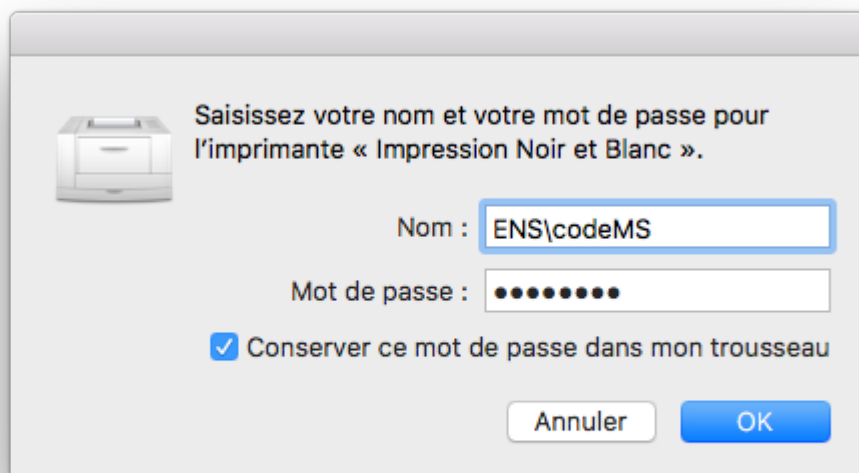 Saisissez votre nom et votre mot de passe pour
l'imprimante « Impression Noir et Blanc ».
Nom : ENS\codeMS
Mot de passe : ●●●●●●●●
Conserver ce mot de passe dans mon trousseau
Annuler OK